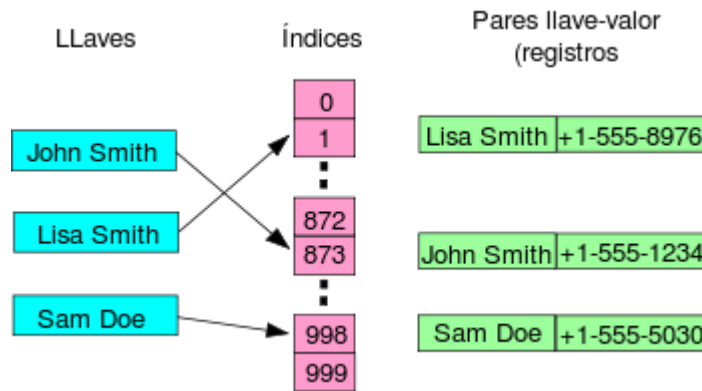 LLaves
Índices
Pares llave-valor
(registros
0
1
John Smith
Lisa Smith
Sam Doe
872
873
998
999
Lisa Smith +1-555-8976
John Smith +1-555-1234
Sam Doe +1-555-5030